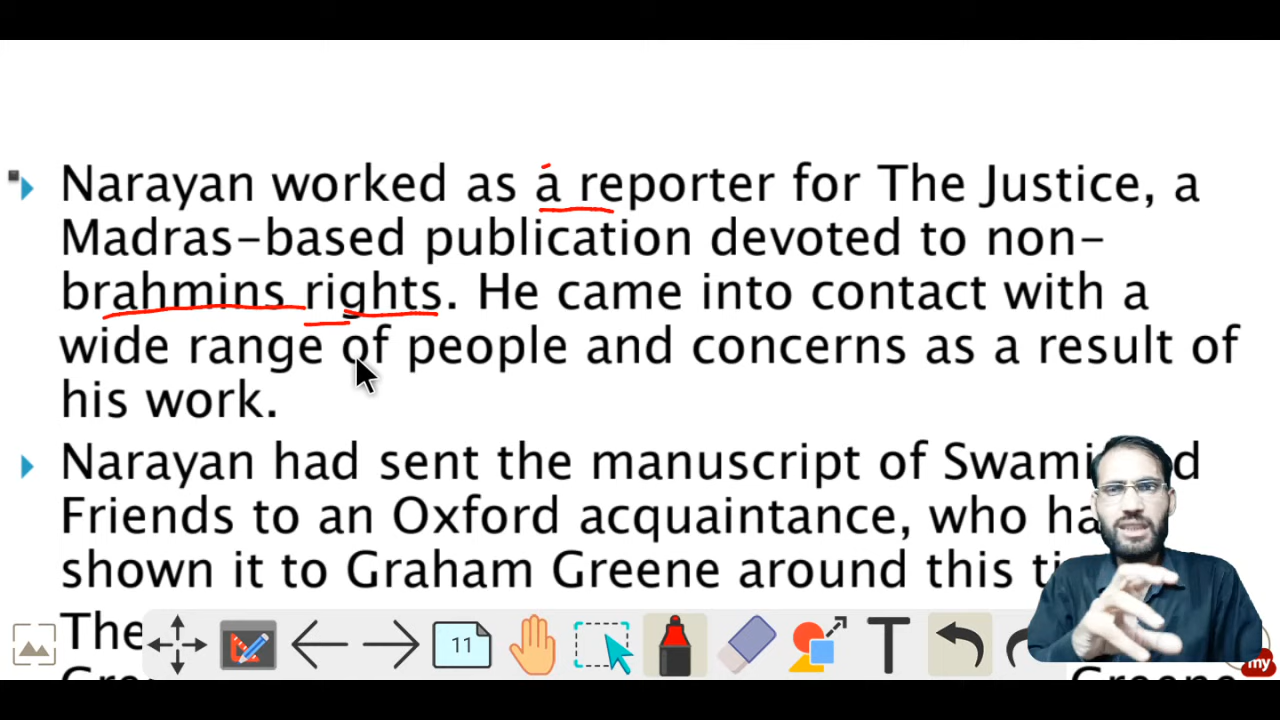 Narayan worked as a reporter for The Justice, a
Madras-based publication devoted to non-
brahmins rights. He came into contact with a
wide range of people and concerns as a result of
his work.
Narayan had sent the manuscript of Swami
Friends to an Oxford acquaintance, who
shown it to Graham Greene around this
The
11
T
Greene
my